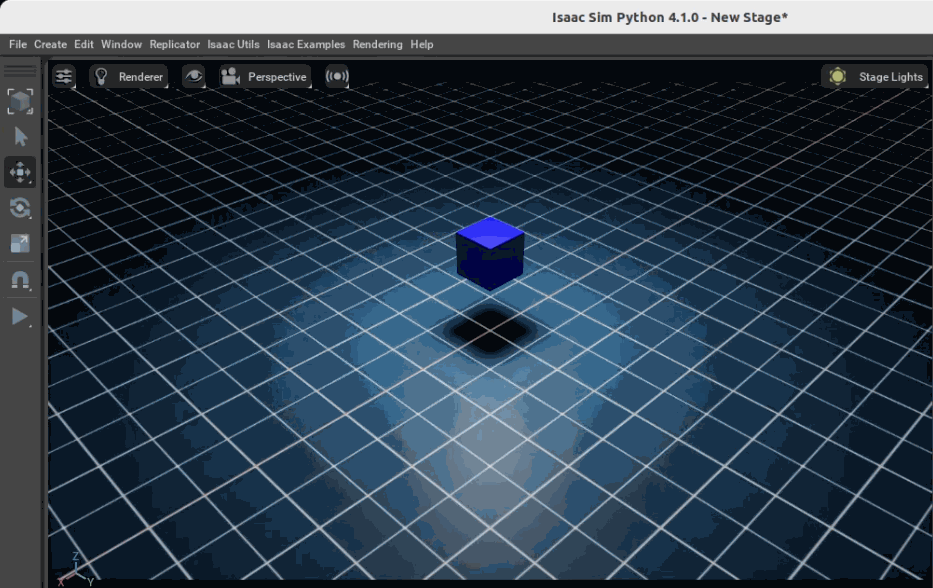 Isaac Sim Python 4.1.0 - New Stage*
File Create Edit Window Replicator Isaac Utils Isaac Examples Rendering Help
Renderer Perspective Stage Lights
Z
X Y